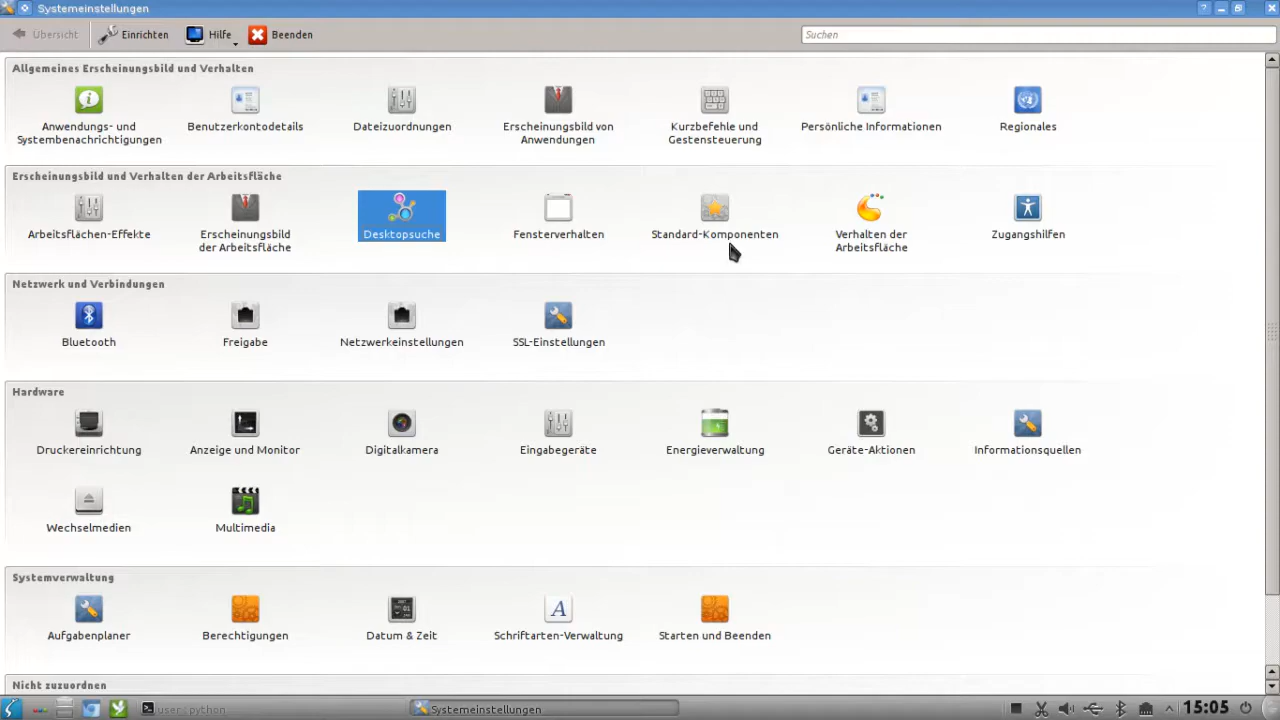 Systemeinstellungen
Übersicht Einrichten Hilfe Beenden Suchen
Allgemeines Erscheinungsbild und Verhalten
Anwendungs- und Systembenachrichtigungen
Benutzerkontodetails
Dateizuordnungen
Erscheinungsbild von Anwendungen
Kurzbefehle und Gestensteuerung
Persönliche Informationen
Regionales
Erscheinungsbild und Verhalten der Arbeitsfläche
Arbeitsflächen-Effekte
Erscheinungsbild der Arbeitsfläche
Desktopsuche
Fensterverhalten
Standard-Komponenten
Verhalten der Arbeitsfläche
Zugangshilfen
Netzwerk und Verbindungen
Bluetooth
Freigabe
Netzwerkeinstellungen
SSL-Einstellungen
Hardware
Druckereinrichtung
Anzeige und Monitor
Digitalkamera
Eingabegeräte
Energieverwaltung
Geräte-Aktionen
Informationsquellen
Wechselmedien
Multimedia
Systemverwaltung
Aufgabenplaner
Berechtigungen
Datum & Zeit
Schriftarten-Verwaltung
Starten und Beenden
Nicht zuzuordnen
user : python
Systemeinstellungen
15:05